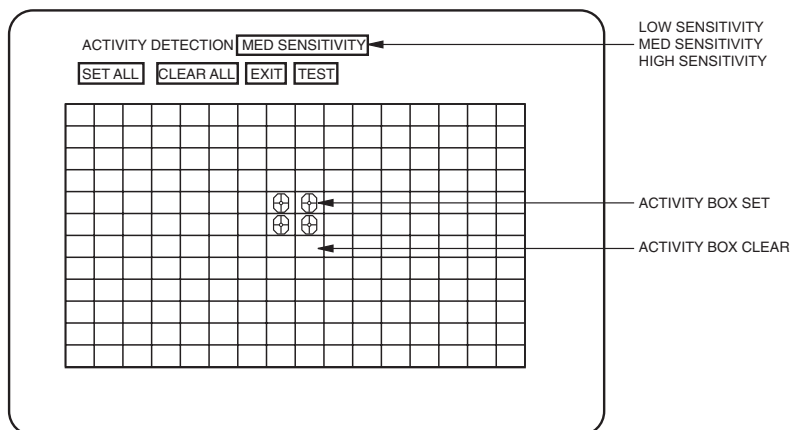 ACTIVITY DETECTION MED SENSITIVITY
SET ALL CLEAR ALL EXIT TEST
LOW SENSITIVITY
MED SENSITIVITY
HIGH SENSITIVITY
ACTIVITY BOX SET
ACTIVITY BOX CLEAR